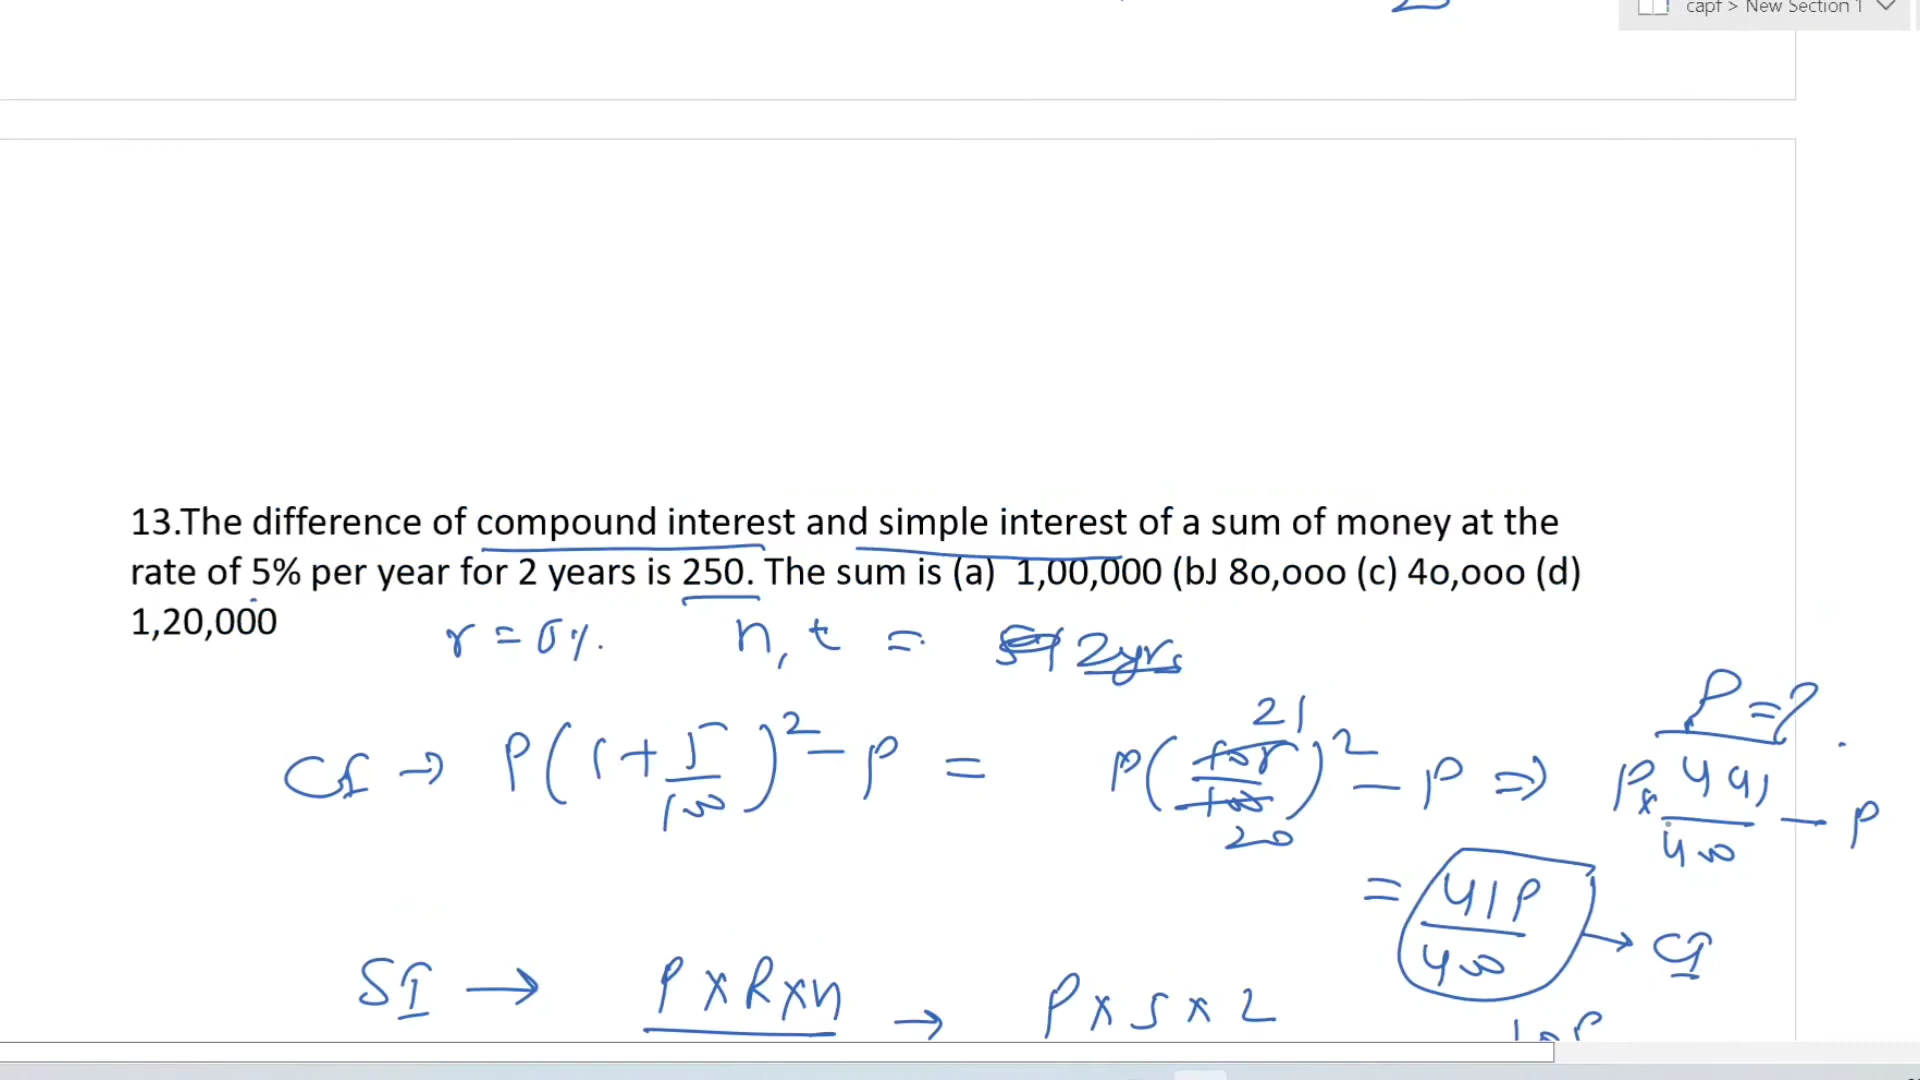 capf > New Section 1
13.The difference of compound interest and simple interest of a sum of money at the
rate of 5% per year for 2 years is 250. The sum is (a) 1,00,000 (bJ 8o,ooo (c) 4o,ooo (d)
1,20,000
r = 5%. n, t = 2yrs
P = ?
CI → P(1+5/100)² - P = P(105/100)² - P ⇒ P x 441/400 - P
21
20
= 41P/400 → CI
SI → P x R x n → P x 5 x 2
10P